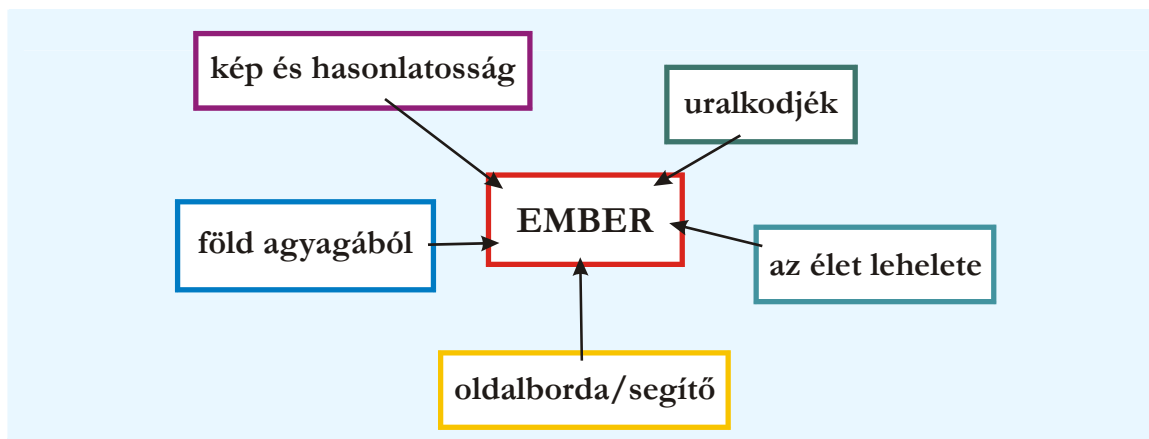 kép és hasonlatosság
uralkodjék
EMBER
föld agyagából
az élet lehelete
oldalborda/segítő